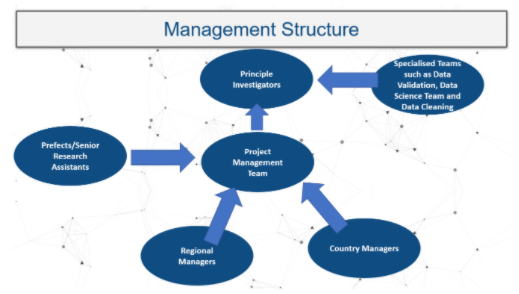 Management Structure
Principle
Investigators
Specialised Teams
such as Data
Validation, Data
Science Team and
Data Cleaning
Prefects/Senior
Research
Assistants
Project
Management
Team
Regional
Managers
Country Managers